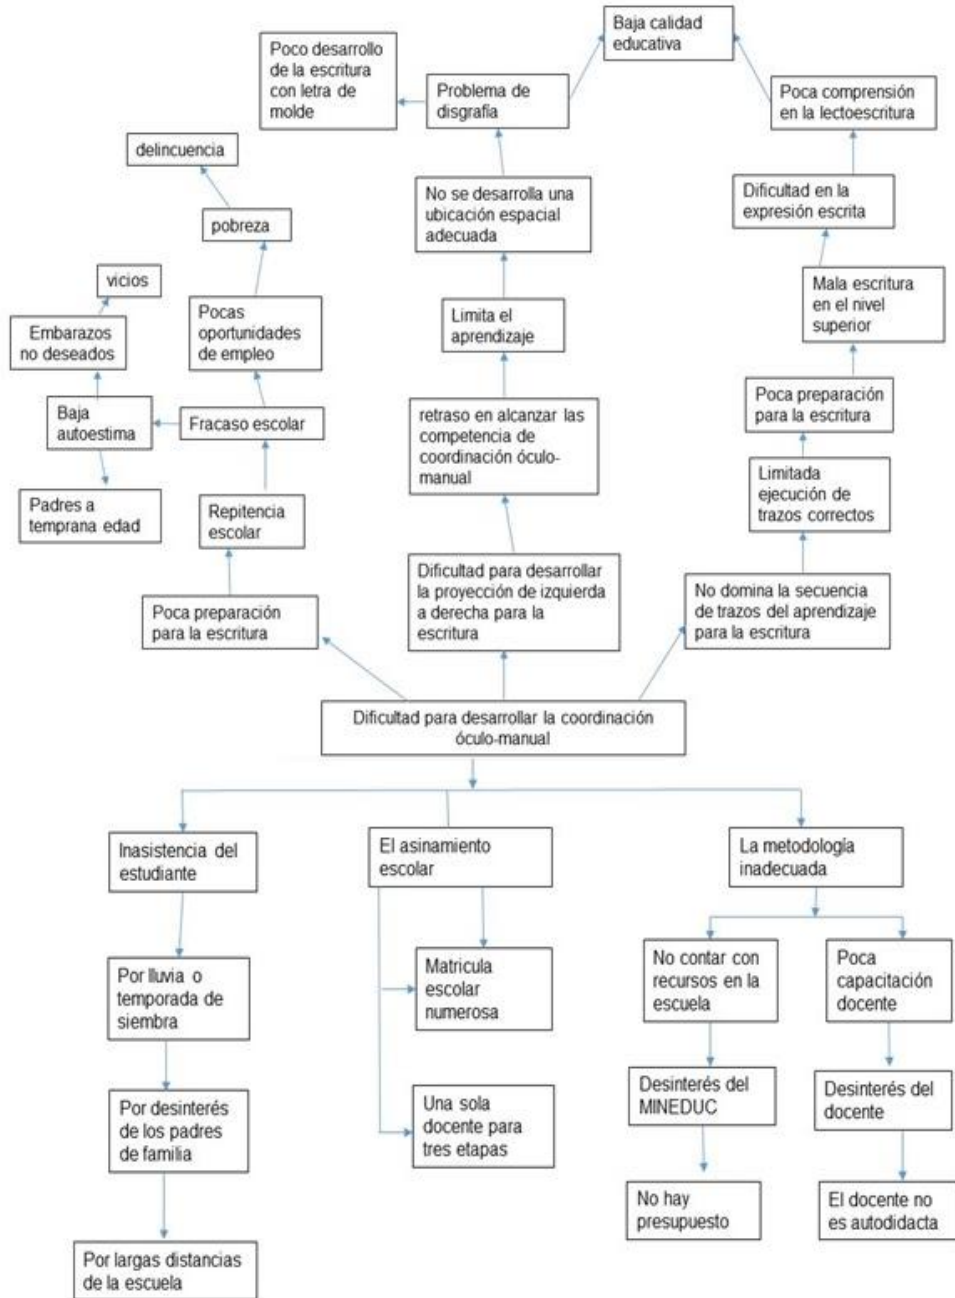 Baja calidad
educativa
Poco desarrollo
de la escritura
con letra de
molde
Problema de
disgrafía
Poca comprensión
en la lectoescritura
delincuencia
No se desarrolla una
ubicación espacial
adecuada
Dificultad en la
expresión escrita
pobreza
vicios
Mala escritura
en el nivel
superior
Embarazos
no deseados
Pocas
oportunidades
de empleo
Limita el
aprendizaje
Poca preparación
para la escritura
Baja
autoestima
Fracaso escolar
retraso en alcanzar las
competencia de
coordinación óculo-
manual
Limitada
ejecución de
trazos correctos
Padres a
temprana edad
Repitencia
escolar
Dificultad para desarrollar
la proyección de izquierda
a derecha para la
escritura
No domina la secuencia
de trazos del aprendizaje
para la escritura
Poca preparación
para la escritura
Dificultad para desarrollar la coordinación
óculo-manual
Inasistencia del
estudiante
El asinamiento
escolar
La metodología
inadecuada
Por lluvia o
temporada de
siembra
Matricula
escolar
numerosa
No contar con
recursos en la
escuela
Poca
capacitación
docente
Por desinterés
de los padres
de familia
Una sola
docente para
tres etapas
Desinterés del
MINEDUC
Desinterés del
docente
No hay
presupuesto
El docente no
es autodidacta
Por largas distancias
de la escuela